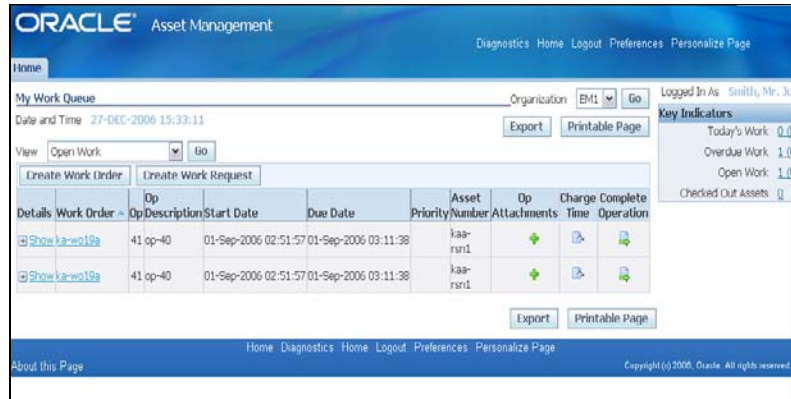 ORACLE® Asset Management
Diagnostics Home Logout Preferences Personalize Page
Home
My Work Queue
Organization EM1 Go
Logged In As Smith, Mr.
Date and Time 27-DEC-2006 15:33:11
Export Printable Page
Key Indicators
Today's Work 0
Overdue Work 1
Open Work 1
Checked Out Assets 0
View Open Work Go
Create Work Order Create Work Request
Details Work Order Op Op Description Start Date Due Date Priority Asset Number Op Attachments Charge Time Complete Operation
Show ka-wo19a 41 op-40 01-Sep-2006 02:51:57 01-Sep-2006 03:11:38 kaa-rsn1
Show ka-wo19a 41 op-40 01-Sep-2006 02:51:57 01-Sep-2006 03:11:38 kaa-rsn1
Export Printable Page
Home Diagnostics Home Logout Preferences Personalize Page
About this Page
Copyright (c) 2006, Oracle. All rights reserved